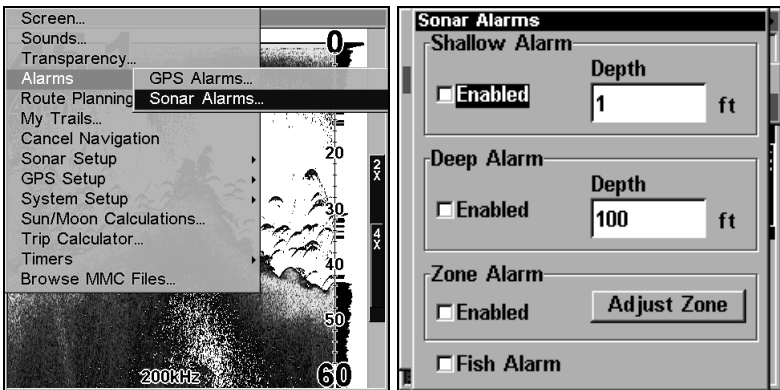 Screen...
Sounds...
Transparency...
Alarms
GPS Alarms...
Route Planning
Sonar Alarms...
My Trails...
Cancel Navigation
Sonar Setup
GPS Setup
System Setup
Sun/Moon Calculations...
Trip Calculator...
Timers
Browse MMC Files...
0
20
30
40
50
60
2X
4X
200kHz
Sonar Alarms
Shallow Alarm
Depth
Enabled
1 ft
Deep Alarm
Depth
Enabled
100 ft
Zone Alarm
Enabled
Adjust Zone
Fish Alarm